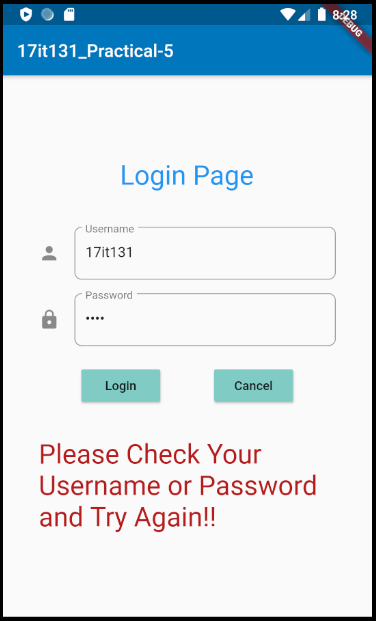 8:28
DEBUG
17it131_Practical-5
Login Page
Username
17it131
Password
••••
Login Cancel
Please Check Your
Username or Password
and Try Again!!